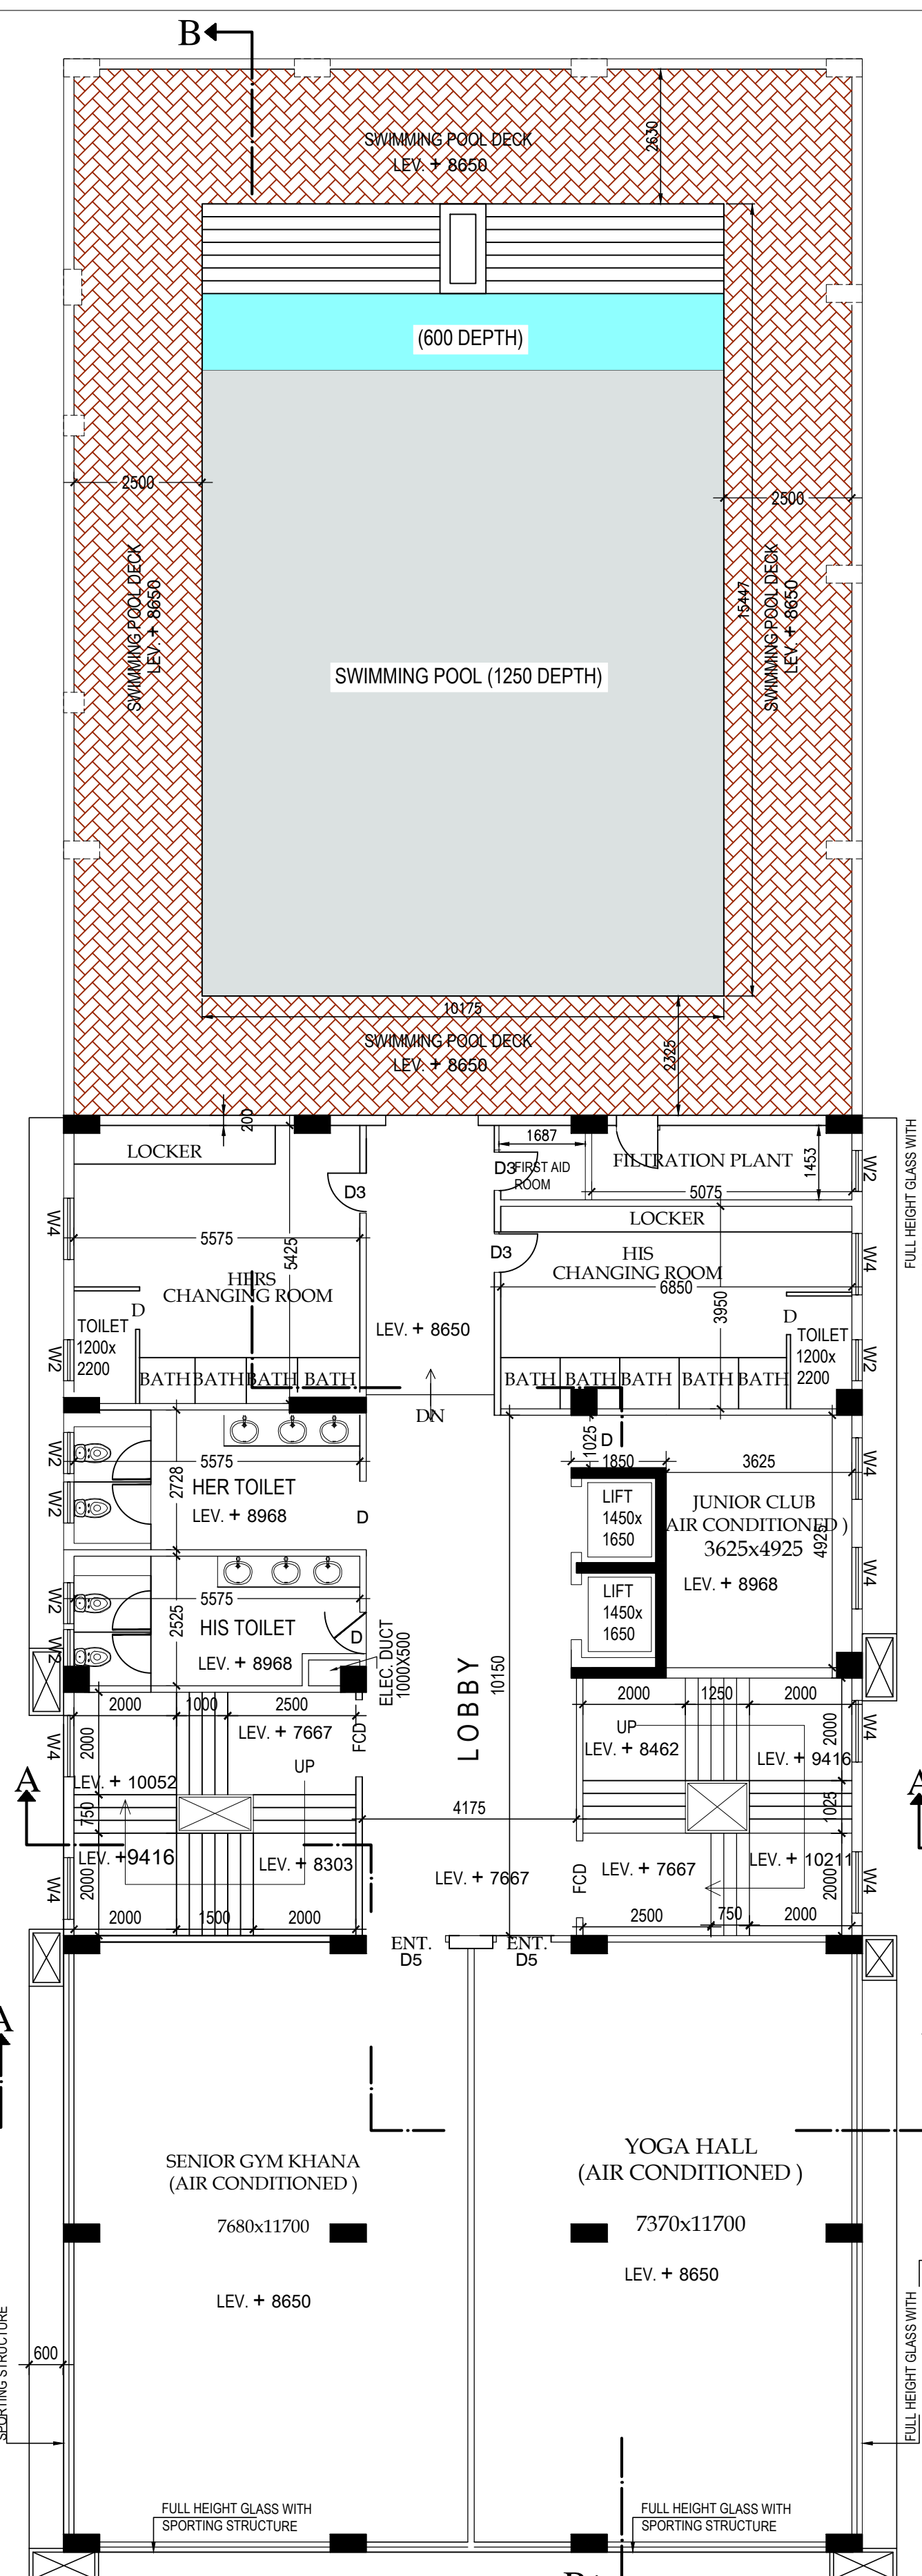 B
SWIMMING POOL DECK
LEV. + 8650
2630
(600 DEPTH)
2500
2500
SWIMMING POOL DECK
LEV. + 8650
15447
SWIMMING POOL DECK
LEV. + 8650
SWIMMING POOL (1250 DEPTH)
10175
SWIMMING POOL DECK
LEV. + 8650
2325
200
LOCKER
1687
D3
FIRST AID
ROOM
FILTRATION PLANT
1453
W2
FULL HEIGHT GLASS WITH
5075
D3
LOCKER
W4
5575
5425
D3
HIS
CHANGING ROOM
W4
6850
3950
HERS
CHANGING ROOM
D
D
TOILET
1200x
2200
W2
LEV. + 8650
TOILET
1200x
2200
W2
BATH
BATH
BATH
BATH
BATH
BATH
BATH
BATH
BATH
DN
1025
D
W2
5575
2728
HER TOILET
LEV. + 8968
W2
D
1850
3625
W4
LIFT
1450x
1650
JUNIOR CLUB
AIR CONDITIONED )
3625x4925
4925
LEV. + 8968
W4
W2
5575
2525
HIS TOILET
LEV. + 8968
W2
D
ELEC. DUCT
1000X500
LIFT
1450x
1650
LOBBY
10150
2000
1000
2500
2000
1250
2000
W4
2000
LEV. + 7667
FCD
UP
LEV. + 8462
LEV. + 9416
2000
W4
UP
LEV. + 10052
A
A
750
4175
1025
LEV. +9416
LEV. + 8303
LEV. + 7667
FCD
LEV. + 7667
LEV. + 10211
W4
2000
2000
W4
2000
1500
2000
2500
750
2000
ENT.
D5
ENT.
D5
A
SENIOR GYM KHANA
(AIR CONDITIONED )
7680x11700
LEV. + 8650
YOGA HALL
(AIR CONDITIONED )
7370x11700
LEV. + 8650
600
SPORTING STRUCTURE
FULL HEIGHT GLASS WITH
FULL HEIGHT GLASS WITH
SPORTING STRUCTURE
FULL HEIGHT GLASS WITH
SPORTING STRUCTURE